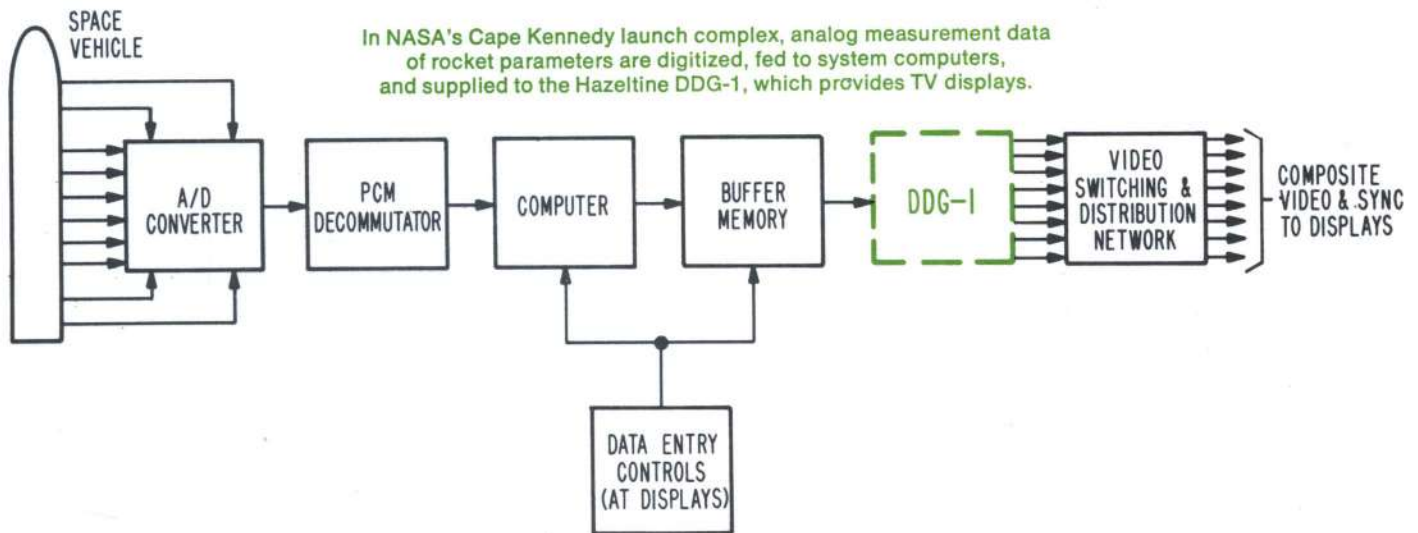 SPACE
VEHICLE
In NASA's Cape Kennedy launch complex, analog measurement data
of rocket parameters are digitized, fed to system computers,
and supplied to the Hazeltine DDG-1, which provides TV displays.
A/D
CONVERTER
PCM
DECOMMUTATOR
COMPUTER
BUFFER
MEMORY
DDG-1
VIDEO
SWITCHING &
DISTRIBUTION
NETWORK
COMPOSITE
VIDEO & SYNC
TO DISPLAYS
DATA ENTRY
CONTROLS
(AT DISPLAYS)